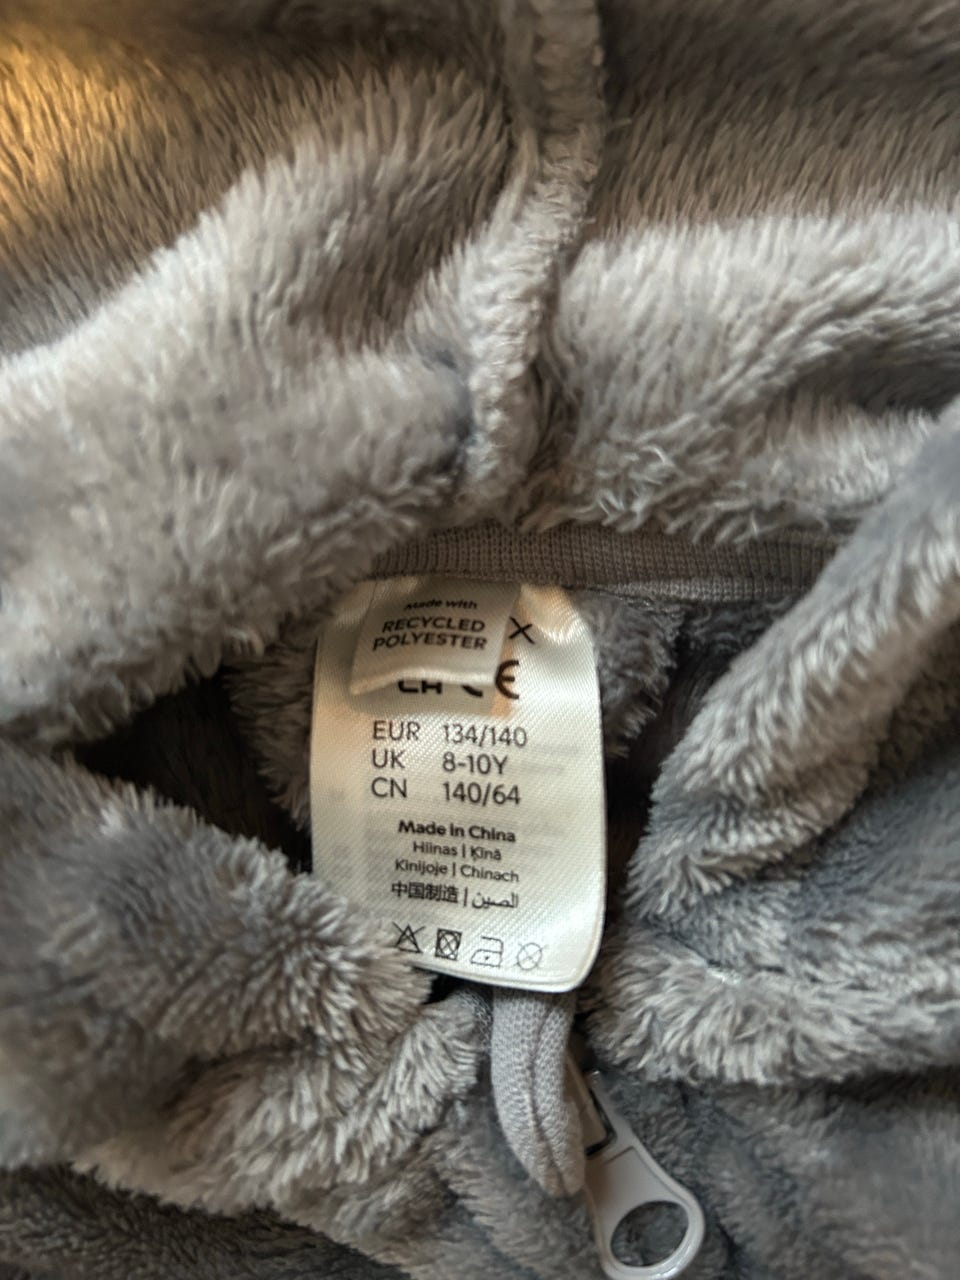 Made with
RECYCLED
POLYESTER
X
CE
EUR 134/140
UK 8-10Y
CN 140/64
Made in China
Hiinas | Ķīnā
Kinijoje | Chinach
中国制造 | الصين